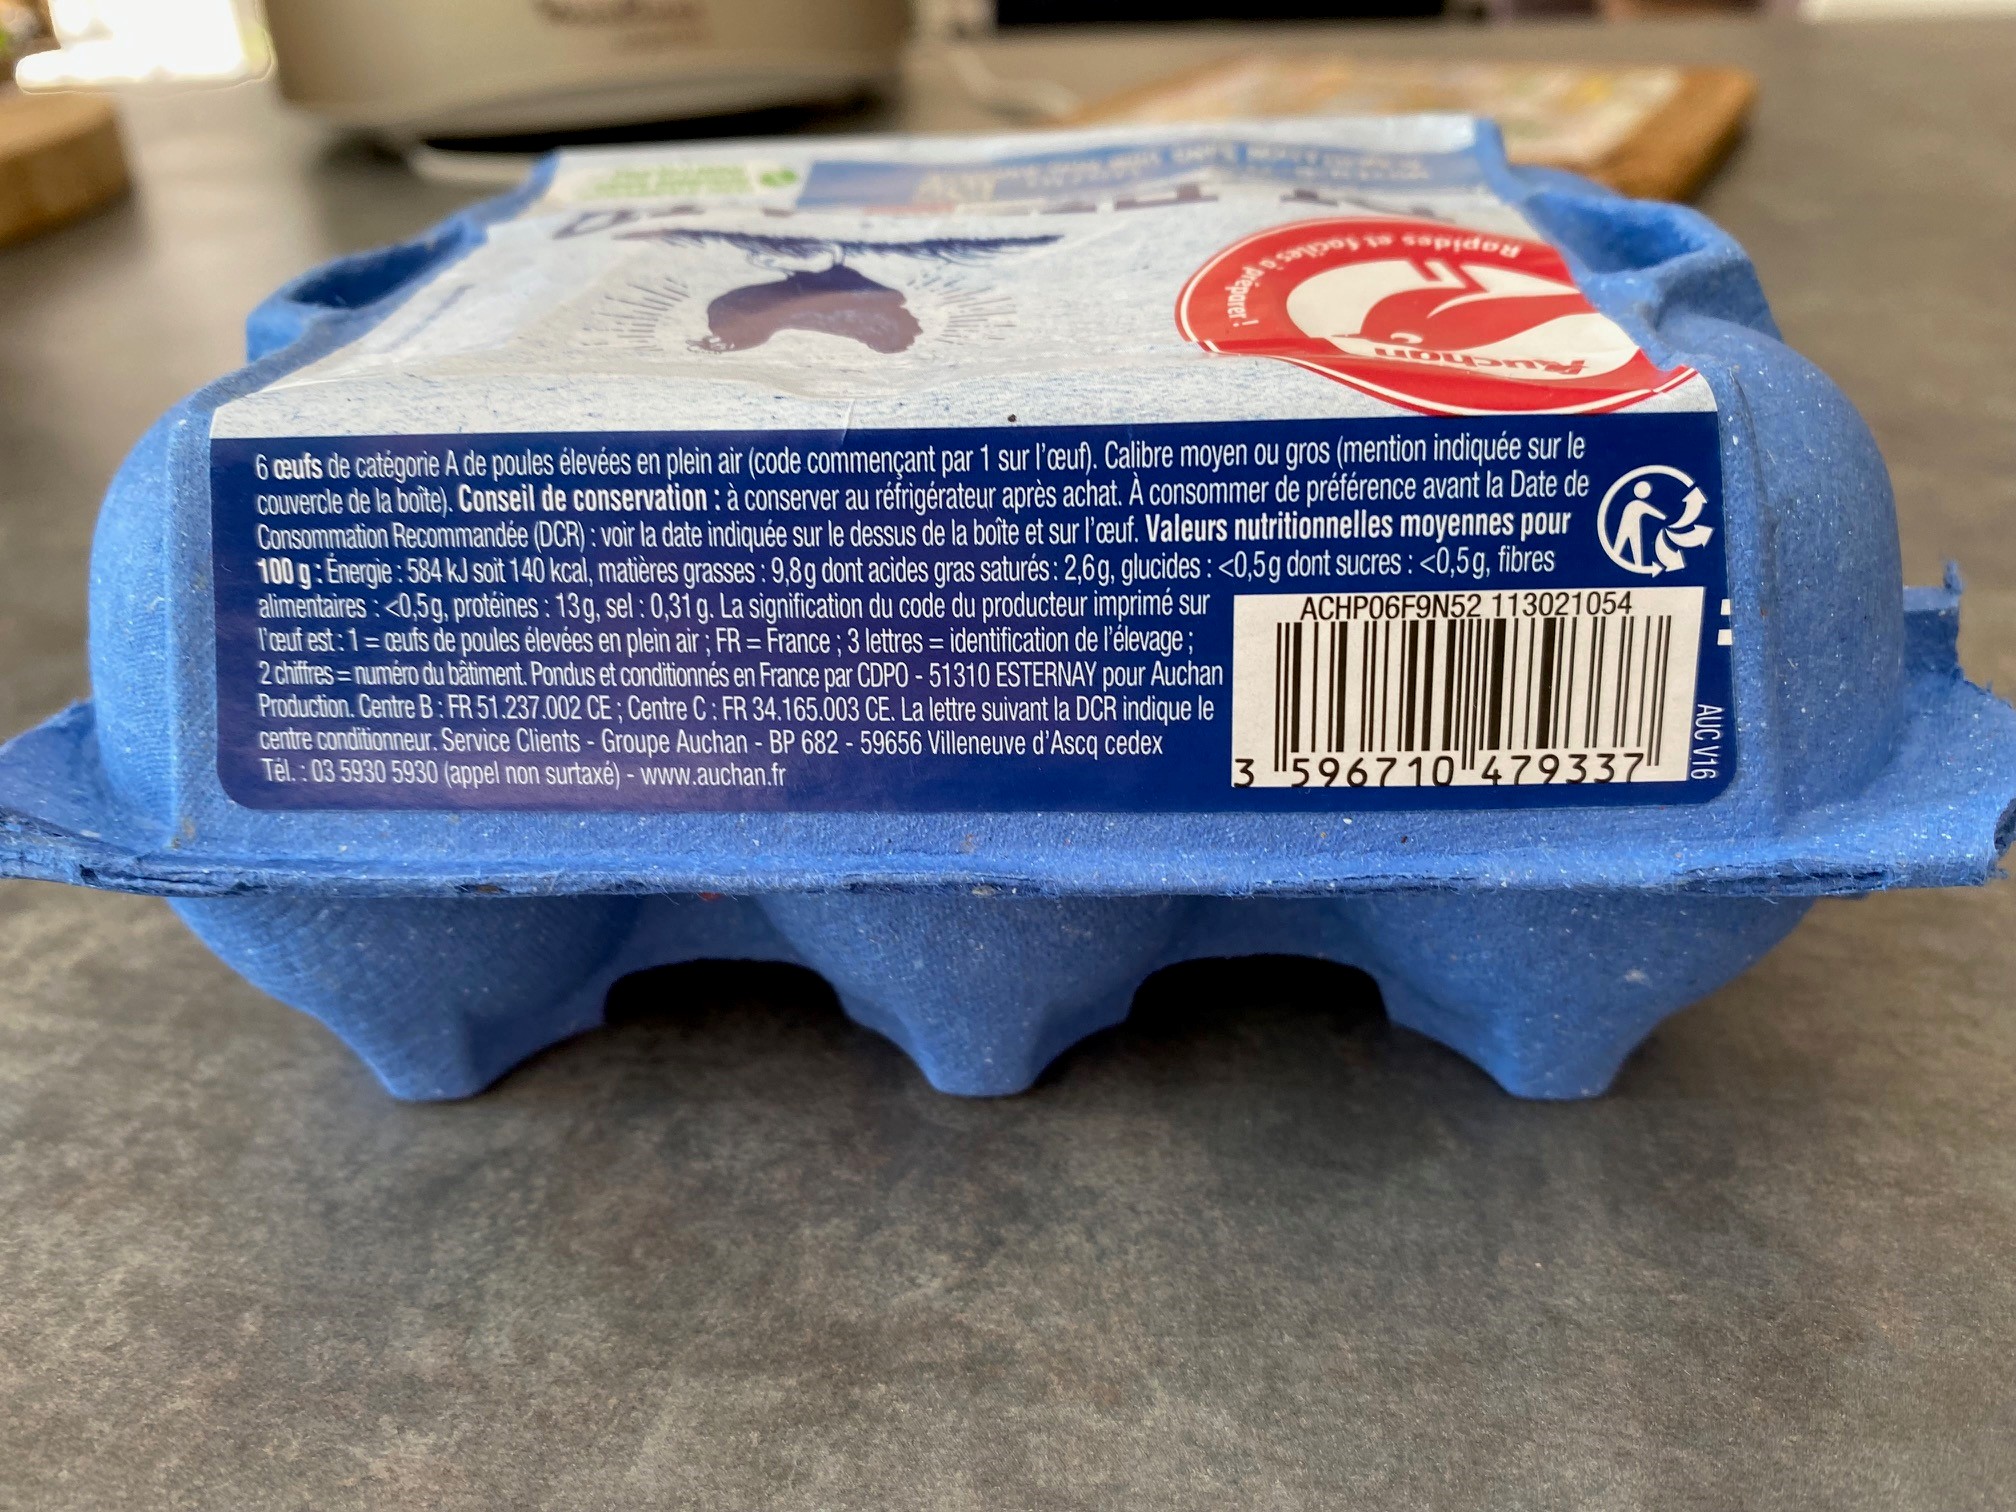 Rapides et faciles à préparer !
Auchan
6 œufs de catégorie A de poules élevées en plein air (code commençant par 1 sur l'œuf). Calibre moyen ou gros (mention indiquée sur le
couvercle de la boîte). Conseil de conservation : à conserver au réfrigérateur après achat. À consommer de préférence avant la Date de
Consommation Recommandée (DCR) : voir la date indiquée sur le dessus de la boîte et sur l'œuf. Valeurs nutritionnelles moyennes pour
100 g : Énergie : 584 kJ soit 140 kcal, matières grasses : 9,8 g dont acides gras saturés : 2,6 g, glucides : <0,5 g dont sucres : <0,5 g, fibres
alimentaires : <0,5 g, protéines : 13 g, sel : 0,31 g. La signification du code du producteur imprimé sur
l'œuf est : 1 = œufs de poules élevées en plein air ; FR = France ; 3 lettres = identification de l'élevage ;
2 chiffres = numéro du bâtiment. Pondus et conditionnés en France par CDPO - 51310 ESTERNAY pour Auchan
Production. Centre B : FR 51.237.002 CE ; Centre C : FR 34.165.003 CE. La lettre suivant la DCR indique le
centre conditionneur. Service Clients - Groupe Auchan - BP 682 - 59656 Villeneuve d'Ascq cedex
Tél. : 03 5930 5930 (appel non surtaxé) - www.auchan.fr
ACHP06F9N52 113021054
3 596710 479337
AUC V16